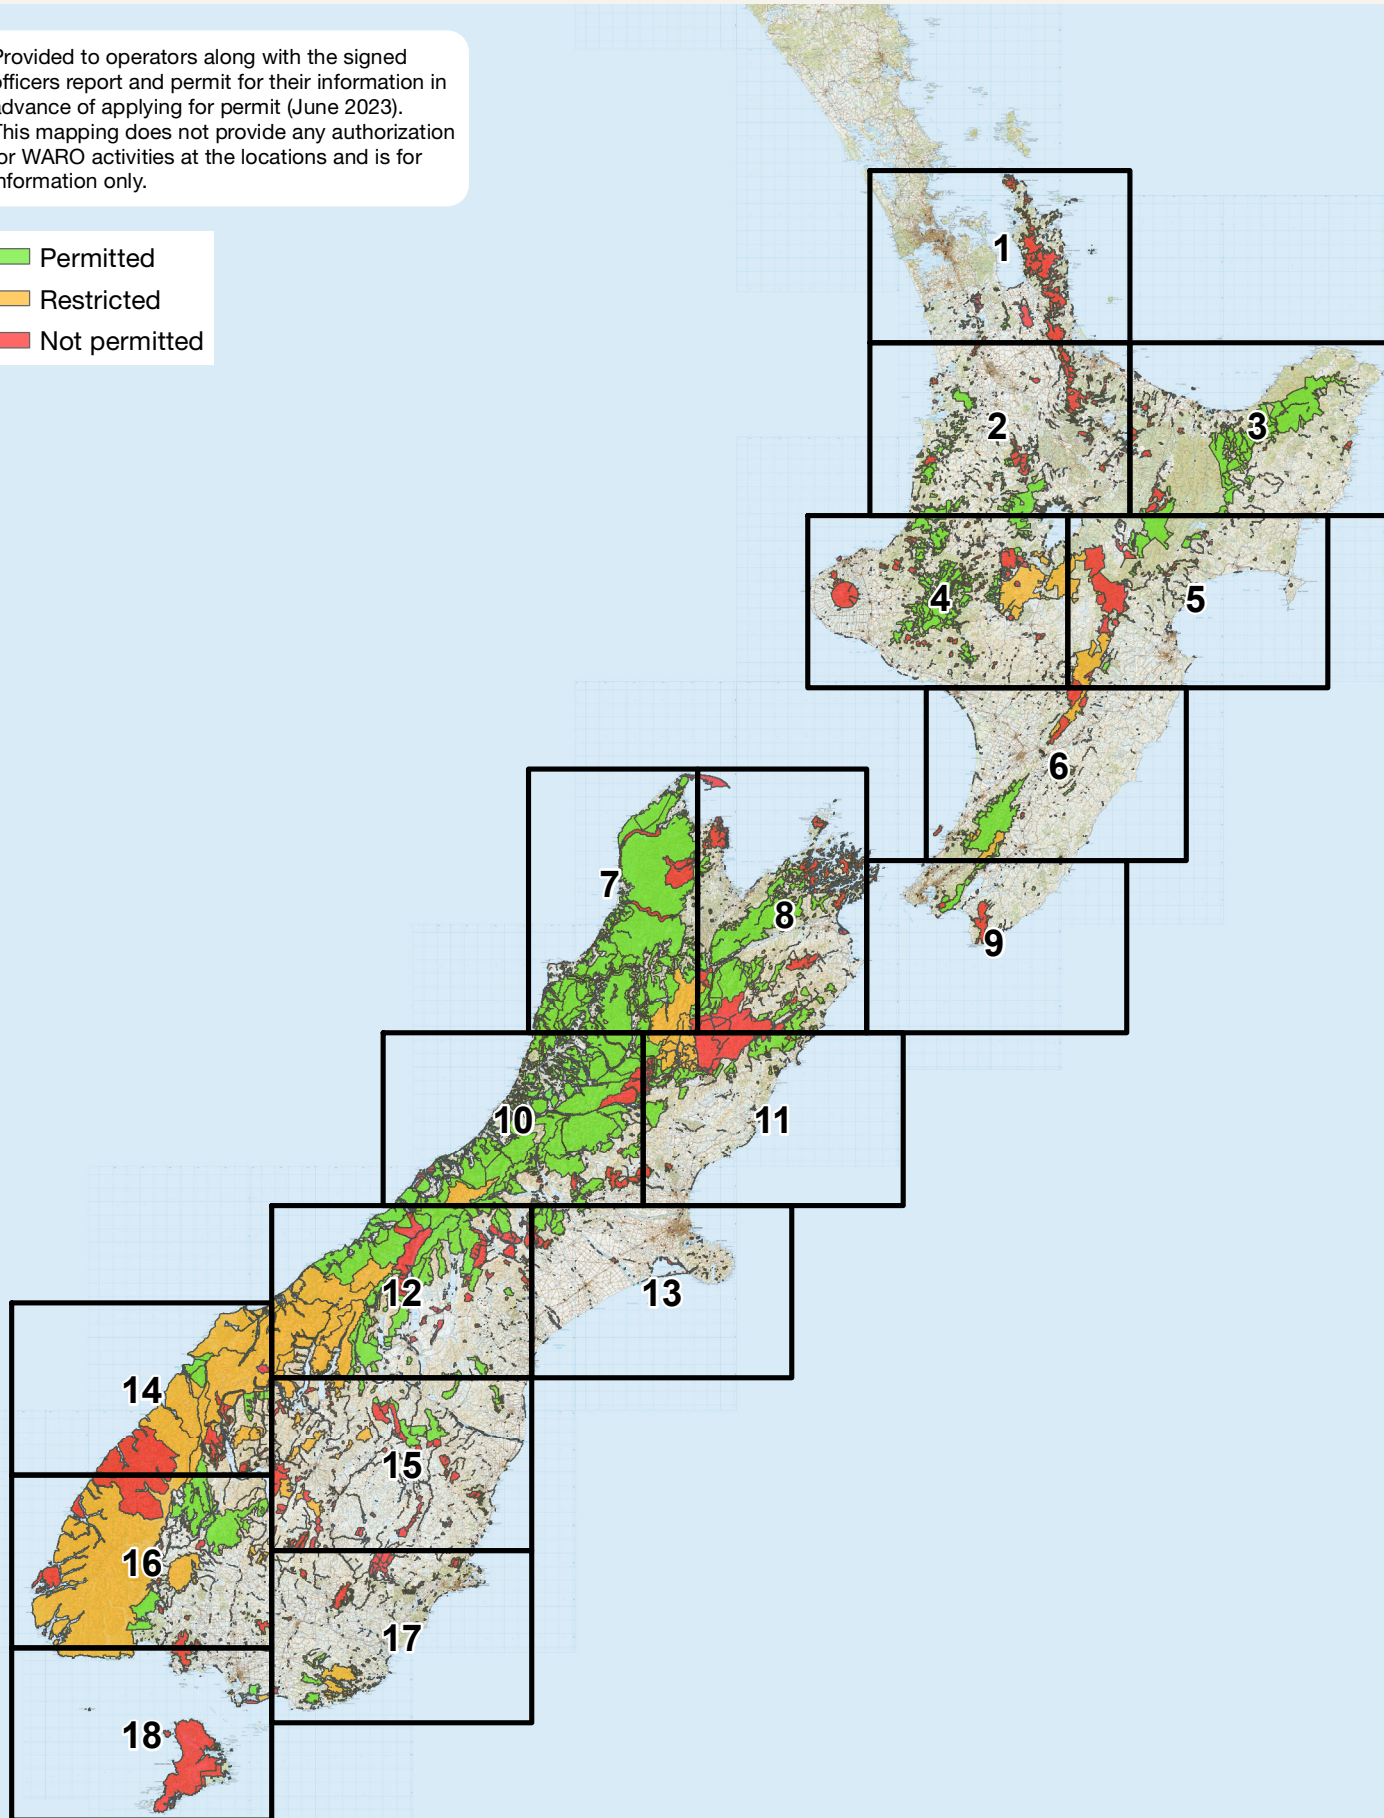 Provided to operators along with the signed
officers report and permit for their information in
advance of applying for permit (June 2023).
This mapping does not provide any authorization
for WARO activities at the locations and is for
information only.
Permitted
Restricted
Not permitted
1
2
3
4
5
6
7
8
9
10
11
12
13
14
15
16
17
18